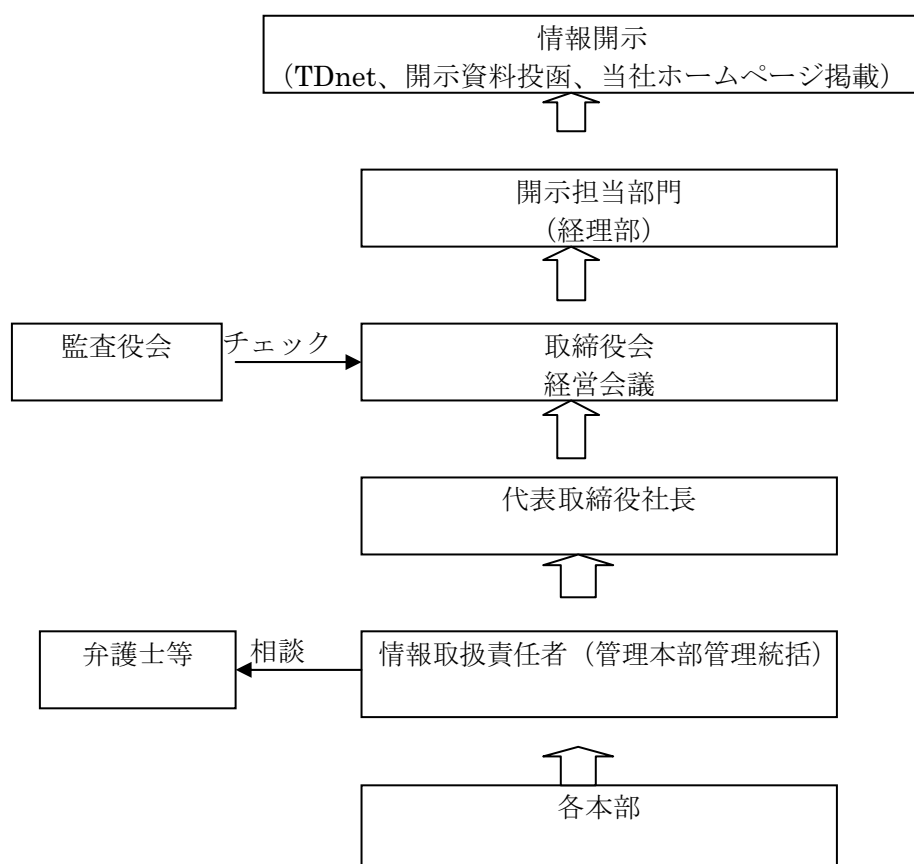 情報開示
（TDnet、開示資料投函、当社ホームページ掲載）
開示担当部門
（経理部）
監査役会
チェック
取締役会
経営会議
代表取締役社長
弁護士等
相談
情報取扱責任者（管理本部管理統括）
各本部